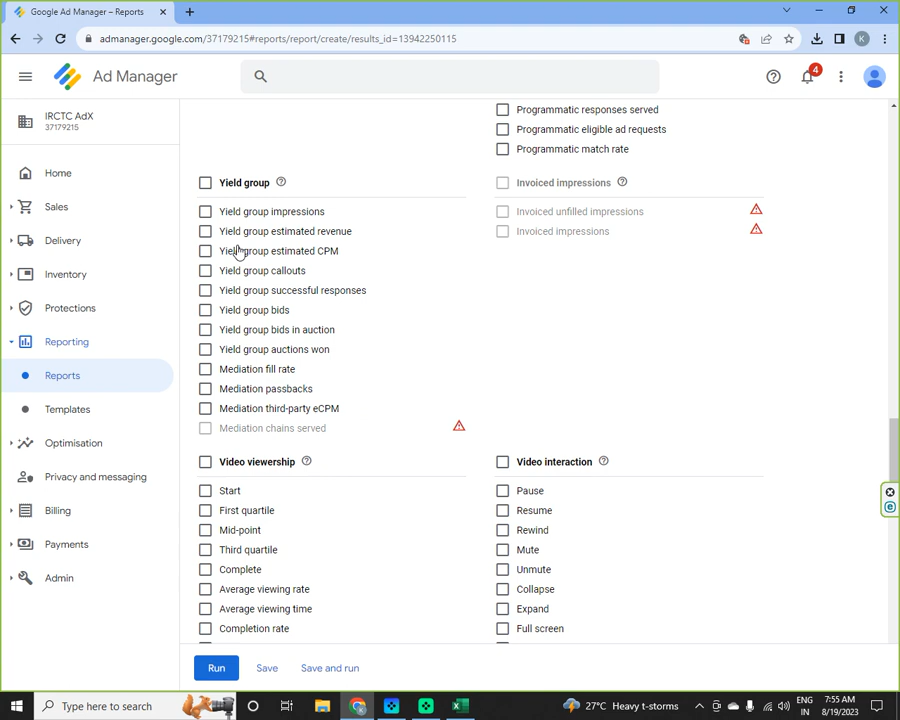 Google Ad Manager – Reports
admanager.google.com/37179215#reports/report/create/results_id=13942250115
K
Ad Manager
4
IRCTC AdX
37179215
Home
Sales
Delivery
Inventory
Protections
Reporting
Reports
Templates
Optimisation
Privacy and messaging
Billing
Payments
Admin
Programmatic responses served
Programmatic eligible ad requests
Programmatic match rate
Yield group
Yield group impressions
Yield group estimated revenue
Yield group estimated CPM
Yield group callouts
Yield group successful responses
Yield group bids
Yield group bids in auction
Yield group auctions won
Mediation fill rate
Mediation passbacks
Mediation third-party eCPM
Mediation chains served
Invoiced impressions
Invoiced unfilled impressions
Invoiced impressions
Video viewership
Start
First quartile
Mid-point
Third quartile
Complete
Average viewing rate
Average viewing time
Completion rate
Video interaction
Pause
Resume
Rewind
Mute
Unmute
Collapse
Expand
Full screen
Run
Save
Save and run
Type here to search
27°C Heavy t-storms
ENG
IN
7:55 AM
8/19/2023